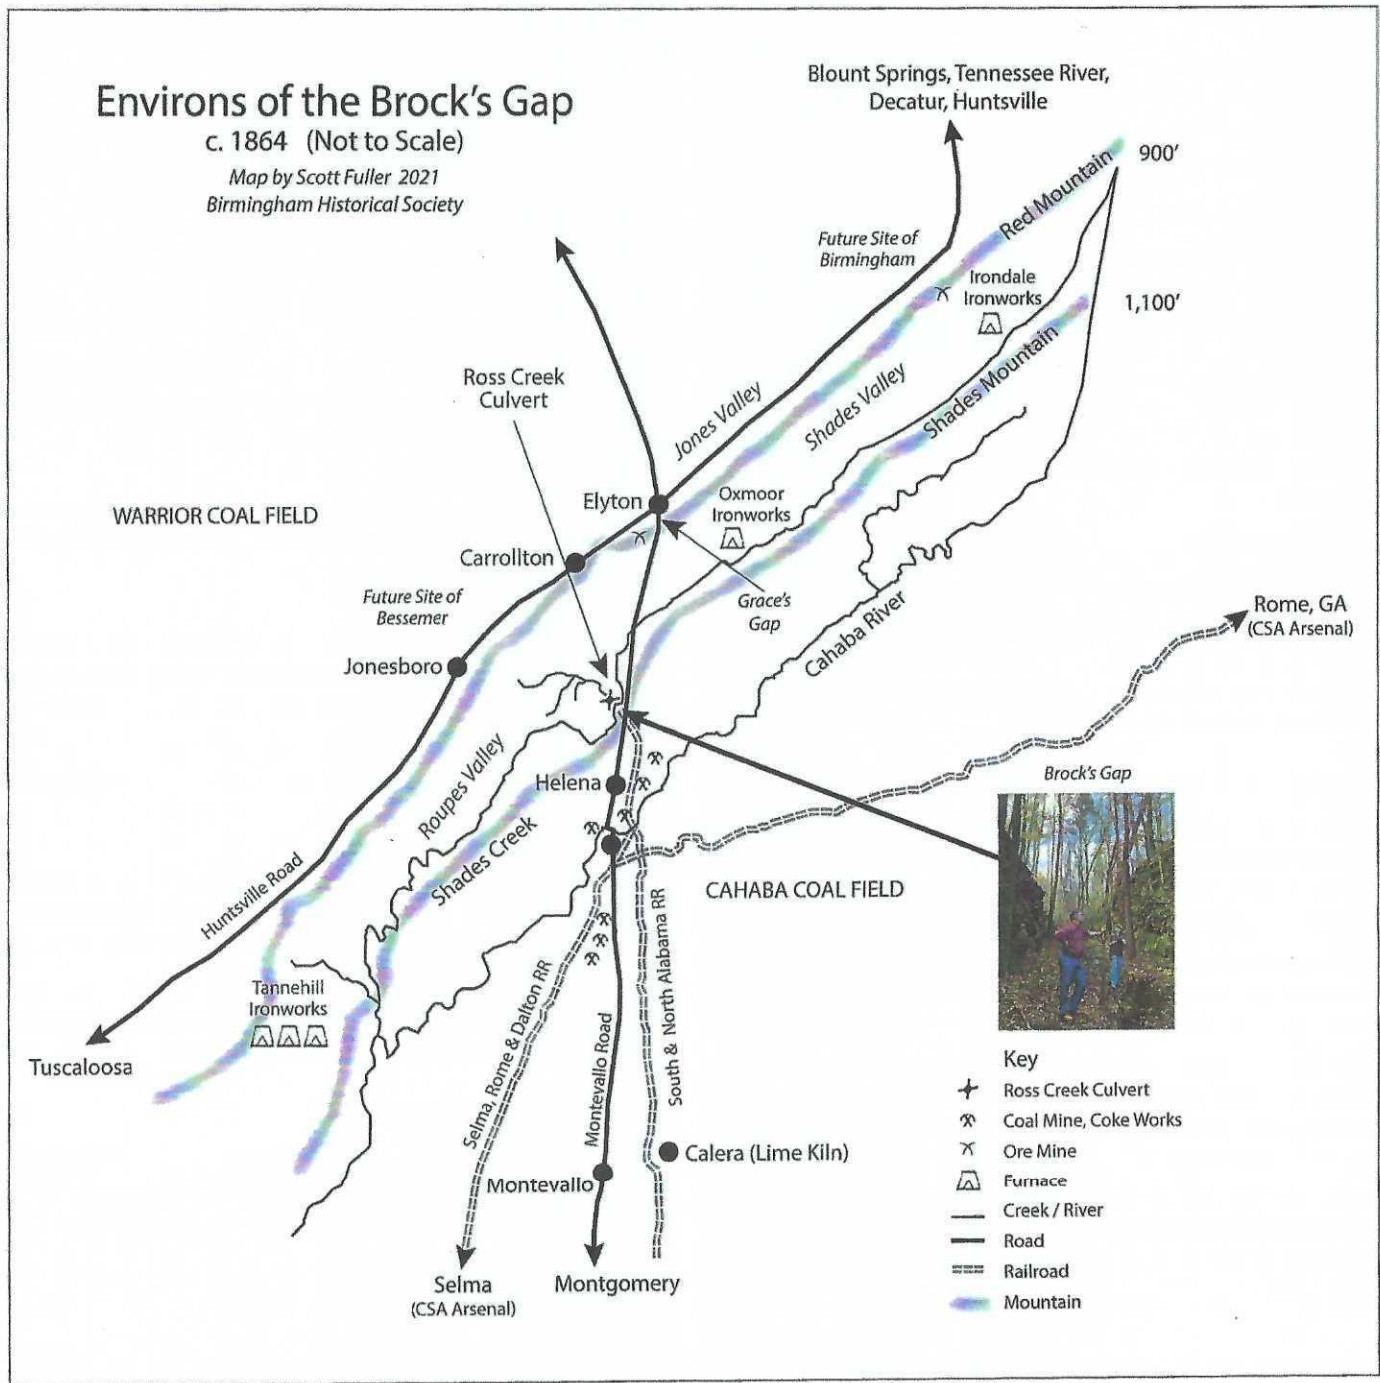 Environs of the Brock's Gap
c. 1864 (Not to Scale)
Map by Scott Fuller 2021
Birmingham Historical Society
Blount Springs, Tennessee River,
Decatur, Huntsville
Red Mountain
900'
Future Site of
Birmingham
Irondale
Ironworks
1,100'
Shades Mountain
Ross Creek
Culvert
Jones Valley
Shades Valley
WARRIOR COAL FIELD
Elyton
Oxmoor
Ironworks
Carrollton
Future Site of
Bessemer
Grace's
Gap
Cahaba River
Rome, GA
(CSA Arsenal)
Jonesboro
Roupes Valley
Helena
Brock's Gap
Shades Creek
Huntsville Road
CAHABA COAL FIELD
Tannehill
Ironworks
Tuscaloosa
Selma, Rome & Dalton RR
Montevallo Road
South & North Alabama RR
Calera (Lime Kiln)
Montevallo
Selma
(CSA Arsenal)
Montgomery
Key
Ross Creek Culvert
Coal Mine, Coke Works
Ore Mine
Furnace
Creek / River
Road
Railroad
Mountain